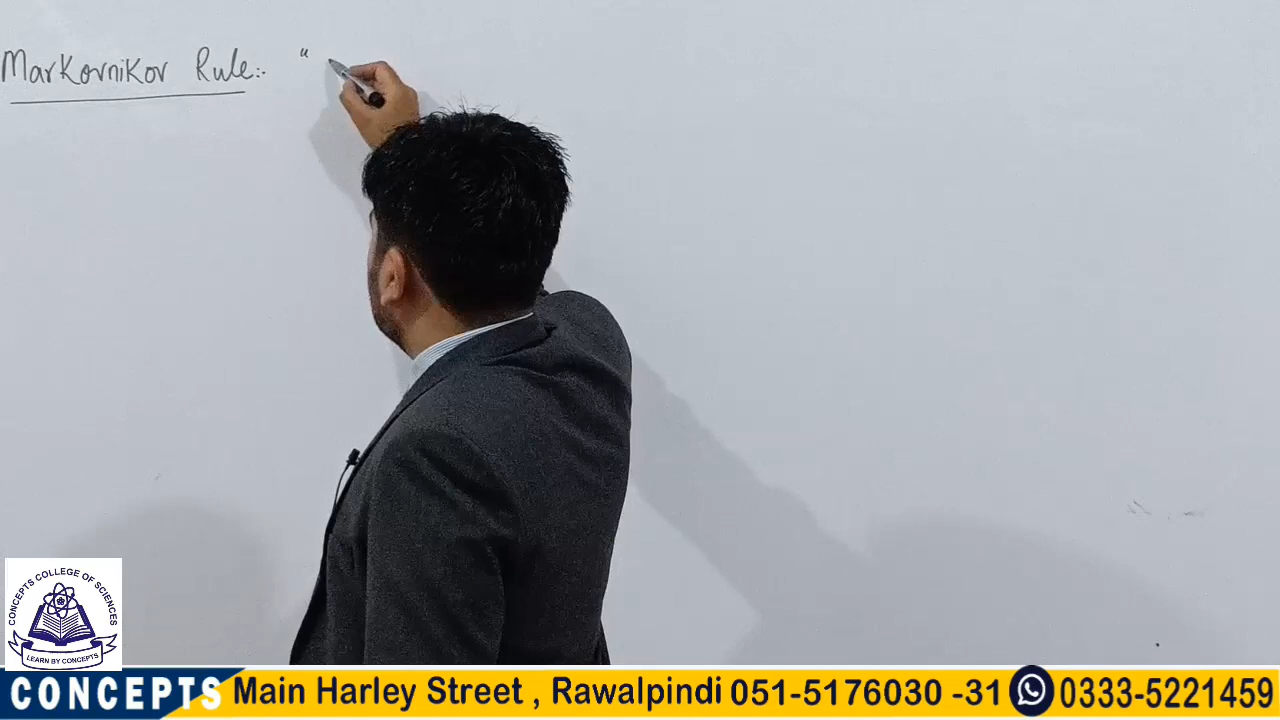 Markovnikov Rule:- "
CONCEPTS COLLEGE OF SCIENCES
LEARN BY CONCEPTS
CONCEPTS Main Harley Street , Rawalpindi 051-5176030 -31 0333-5221459